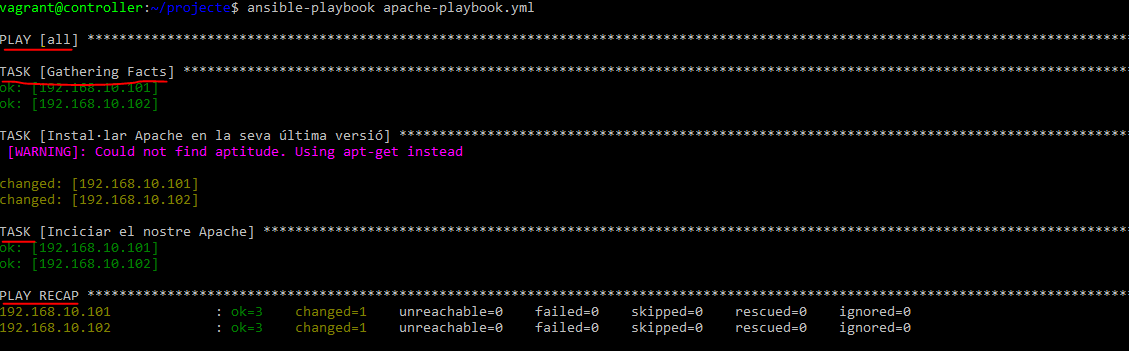 vagrant@controller:~/projecte$ ansible-playbook apache-playbook.yml
PLAY [all] ************************************************************************************************************************************
TASK [Gathering Facts] ************************************************************************************************************************
ok: [192.168.10.101]
ok: [192.168.10.102]
TASK [Instal·lar Apache en la seva última versió] *********************************************************************************************
[WARNING]: Could not find aptitude. Using apt-get instead
changed: [192.168.10.101]
changed: [192.168.10.102]
TASK [Inciciar el nostre Apache] **************************************************************************************************************
ok: [192.168.10.101]
ok: [192.168.10.102]
PLAY RECAP ************************************************************************************************************************************
192.168.10.101 : ok=3 changed=1 unreachable=0 failed=0 skipped=0 rescued=0 ignored=0
192.168.10.102 : ok=3 changed=1 unreachable=0 failed=0 skipped=0 rescued=0 ignored=0